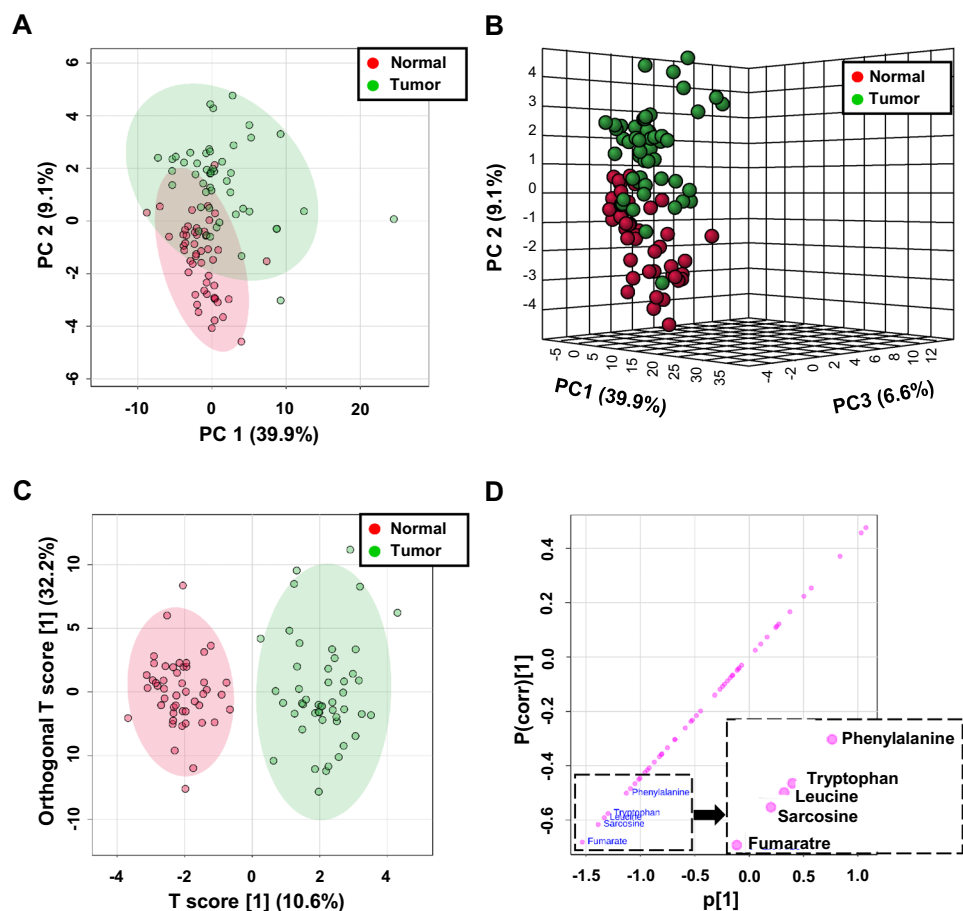 A
Normal
Tumor
6
4
2
0
-2
-4
-6
PC 2 (9.1%)
-10
0
10
20
PC 1 (39.9%)
B
Normal
Tumor
4
3
2
1
0
-1
-2
-3
-4
PC 2 (9.1%)
-5
0
5
10
15
20
25
30
35
PC1 (39.9%)
-4
-2
0
2
4
6
8
10
12
PC3 (6.6%)
C
Normal
Tumor
10
5
0
10
-10
Orthogonal T score [1] (32.2%)
-4
-2
0
2
4
T score [1] (10.6%)
D
0.4
0.2
0.0
-0.2
-0.4
-0.6
P(corr)[1]
Phenylalanine
Tryptophan
Leucine
Sarcosine
Fumarate
Phenylalanine
Tryptophan
Leucine
Sarcosine
Fumaratre
-1.5
-1.0
-0.5
0.0
0.5
1.0
p[1]